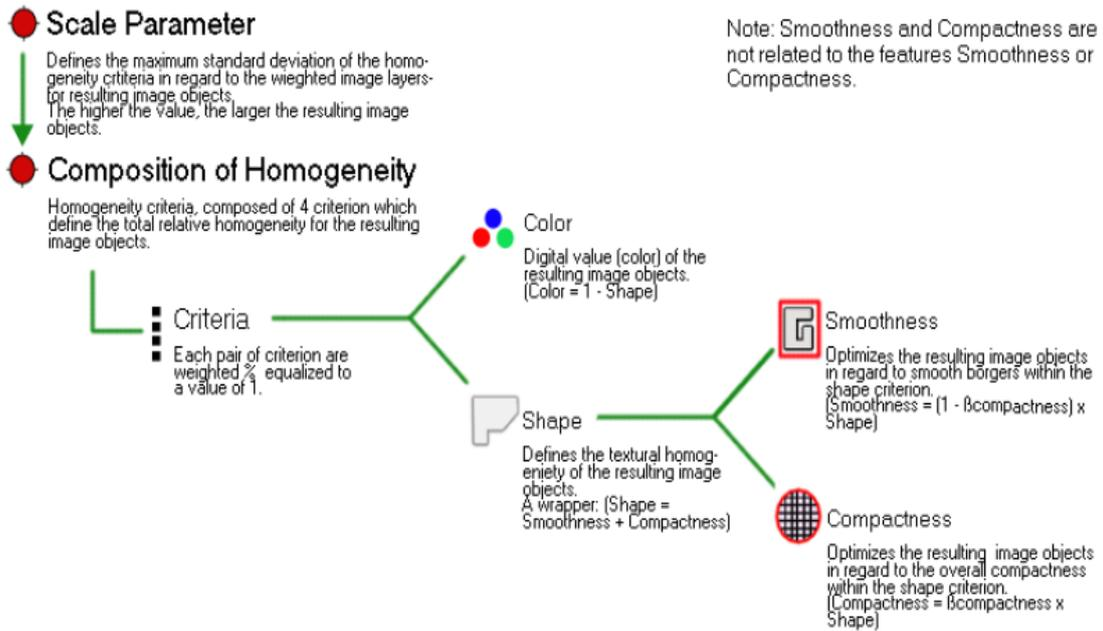 Scale Parameter
Defines the maximum standard deviation of the homo-
geneity crtiteria in regard to the wieghted image layers-
for resulting image objects.
The higher the value, the larger the resulting image
objects.
Note: Smoothness and Compactness are
not related to the features Smoothness or
Compactness.
Composition of Homogeneity
Homogeneity criteria, composed of 4 criterion which
define the total relative homogeneity for the resulting
image objects.
Criteria
Each pair of criterion are
weighted % equalized to
a value of 1.
Color
Digital value (color) of the
resulting image objects.
(Color = 1 - Shape)
Shape
Defines the textural homog-
eniety of the resulting image
objects.
A wrapper: (Shape =
Smoothness + Compactness)
Smoothness
Optimizes the resulting image objects
in regard to smooth borgers within the
shape criterion.
(Smoothness = (1 - ßcompactness) x
Shape)
Compactness
Optimizes the resulting image objects
in regard to the overall compactness
within the shape criterion.
(Compactness = ßcompactness x
Shape)